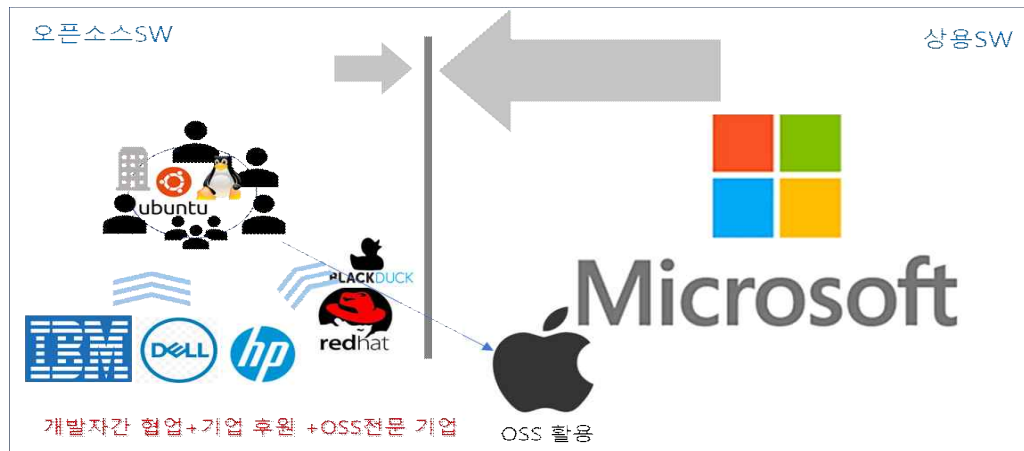 오픈소스SW
상용SW
ubuntu
BLACKDUCK
Microsoft
IBM
DELL
hp
redhat
개발자간 협업+기업 후원 +OSS전문 기업
OSS 활용